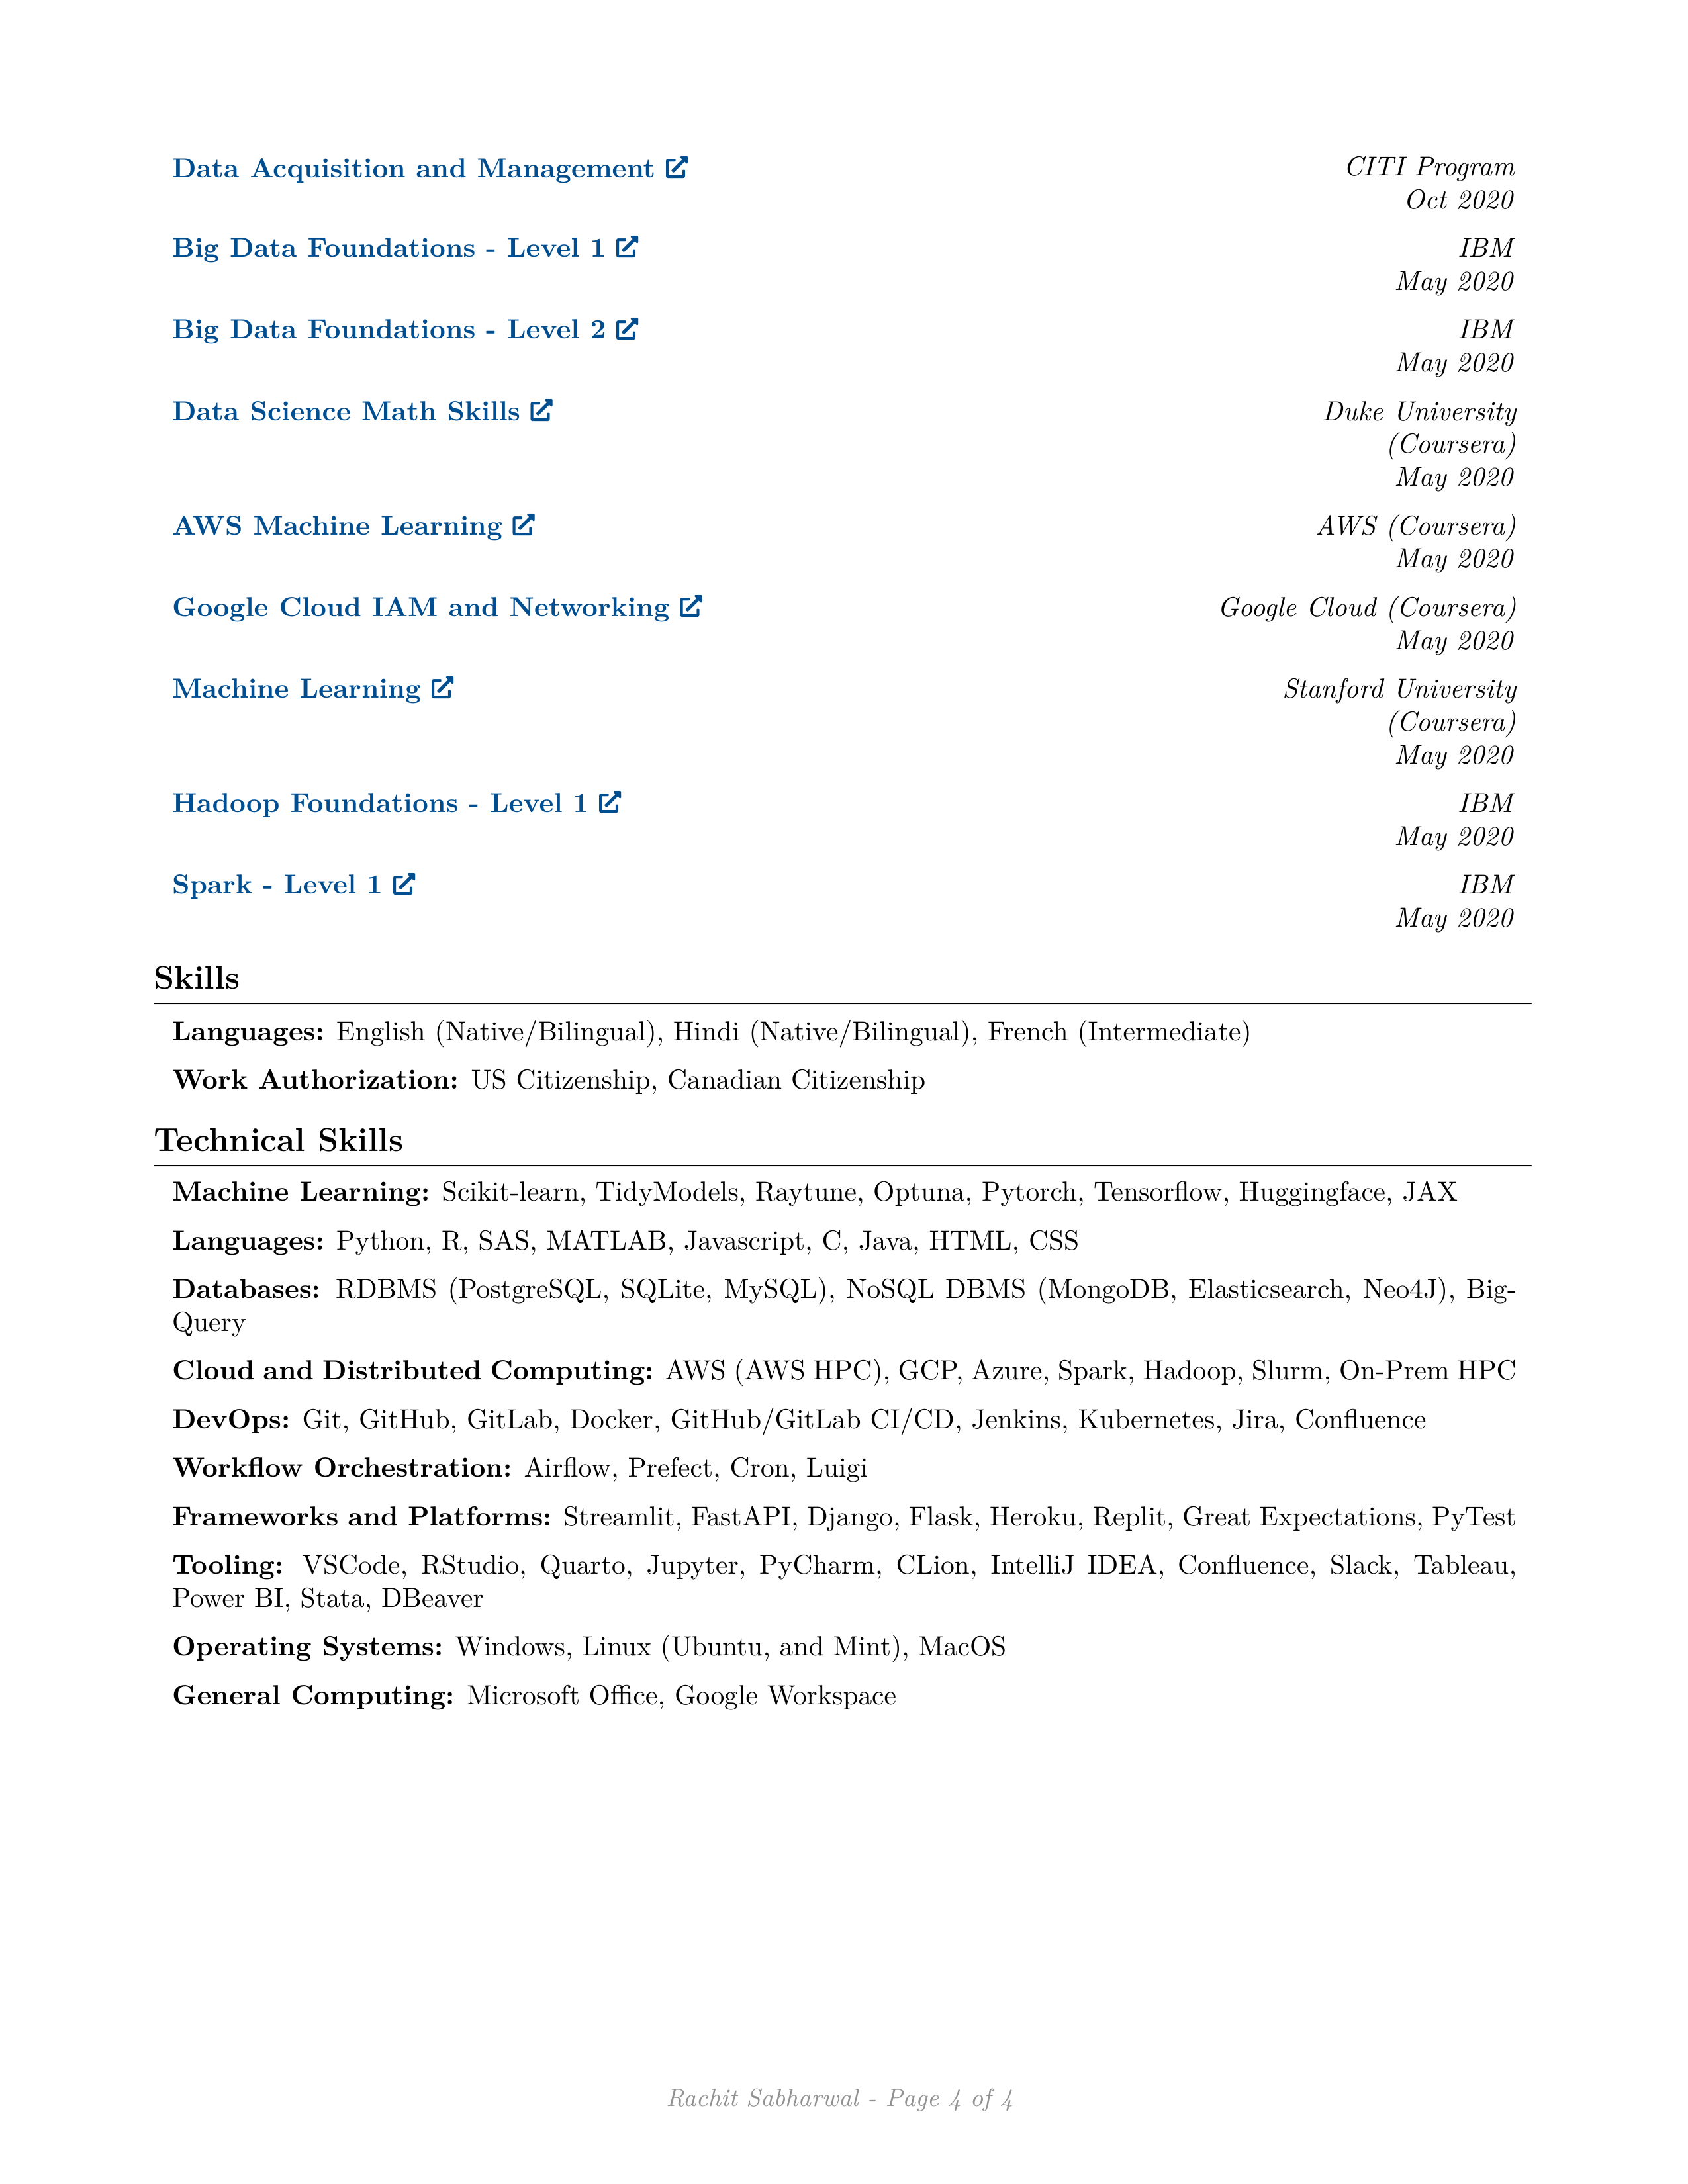 Data Acquisition and Management CITI Program
Oct 2020
Big Data Foundations - Level 1 IBM
May 2020
Big Data Foundations - Level 2 IBM
May 2020
Data Science Math Skills Duke University
(Coursera)
May 2020
AWS Machine Learning AWS (Coursera)
May 2020
Google Cloud IAM and Networking Google Cloud (Coursera)
May 2020
Machine Learning Stanford University
(Coursera)
May 2020
Hadoop Foundations - Level 1 IBM
May 2020
Spark - Level 1 IBM
May 2020
Skills
Languages: English (Native/Bilingual), Hindi (Native/Bilingual), French (Intermediate)
Work Authorization: US Citizenship, Canadian Citizenship
Technical Skills
Machine Learning: Scikit-learn, TidyModels, Raytune, Optuna, Pytorch, Tensorflow, Huggingface, JAX
Languages: Python, R, SAS, MATLAB, Javascript, C, Java, HTML, CSS
Databases: RDBMS (PostgreSQL, SQLite, MySQL), NoSQL DBMS (MongoDB, Elasticsearch, Neo4J), Big-
Query
Cloud and Distributed Computing: AWS (AWS HPC), GCP, Azure, Spark, Hadoop, Slurm, On-Prem HPC
DevOps: Git, GitHub, GitLab, Docker, GitHub/GitLab CI/CD, Jenkins, Kubernetes, Jira, Confluence
Workflow Orchestration: Airflow, Prefect, Cron, Luigi
Frameworks and Platforms: Streamlit, FastAPI, Django, Flask, Heroku, Replit, Great Expectations, PyTest
Tooling: VSCode, RStudio, Quarto, Jupyter, PyCharm, CLion, IntelliJ IDEA, Confluence, Slack, Tableau,
Power BI, Stata, DBeaver
Operating Systems: Windows, Linux (Ubuntu, and Mint), MacOS
General Computing: Microsoft Office, Google Workspace
Rachit Sabharwal - Page 4 of 4